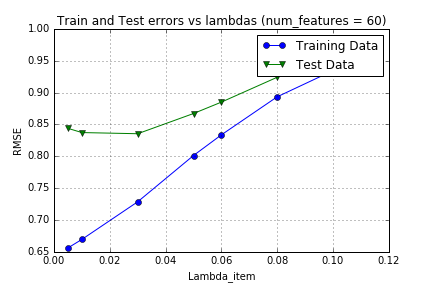 Train and Test errors vs lambdas (num_features = 60)
Training Data
Test Data
RMSE
1.00
0.95
0.90
0.85
0.80
0.75
0.70
0.65
0.00 0.02 0.04 0.06 0.08 0.10 0.12
Lambda_item